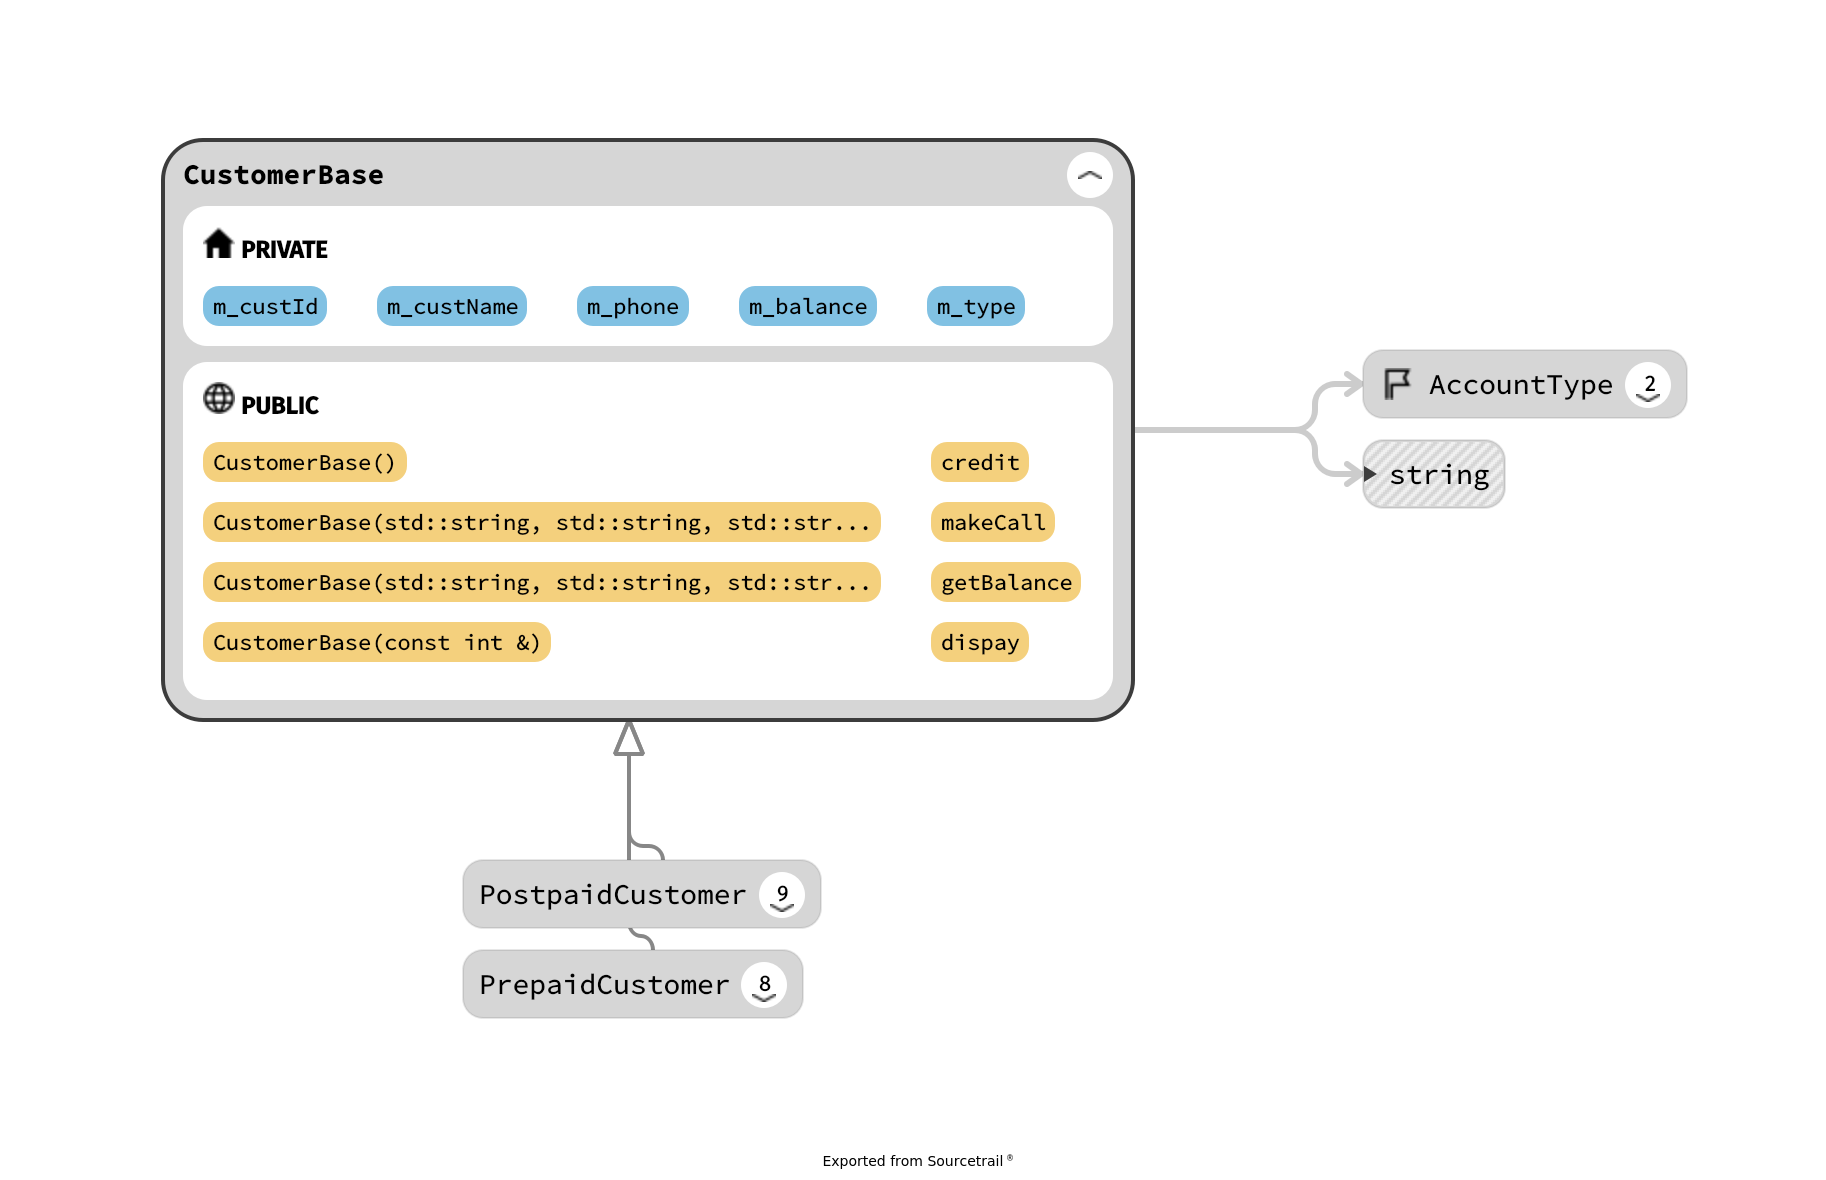 CustomerBase
PRIVATE
m_custId m_custName m_phone m_balance m_type
PUBLIC
CustomerBase() credit
CustomerBase(std::string, std::string, std::str... makeCall
CustomerBase(std::string, std::string, std::str... getBalance
CustomerBase(const int &) dispay
AccountType 2
string
PostpaidCustomer 9
PrepaidCustomer 8
Exported from Sourcetrail ®